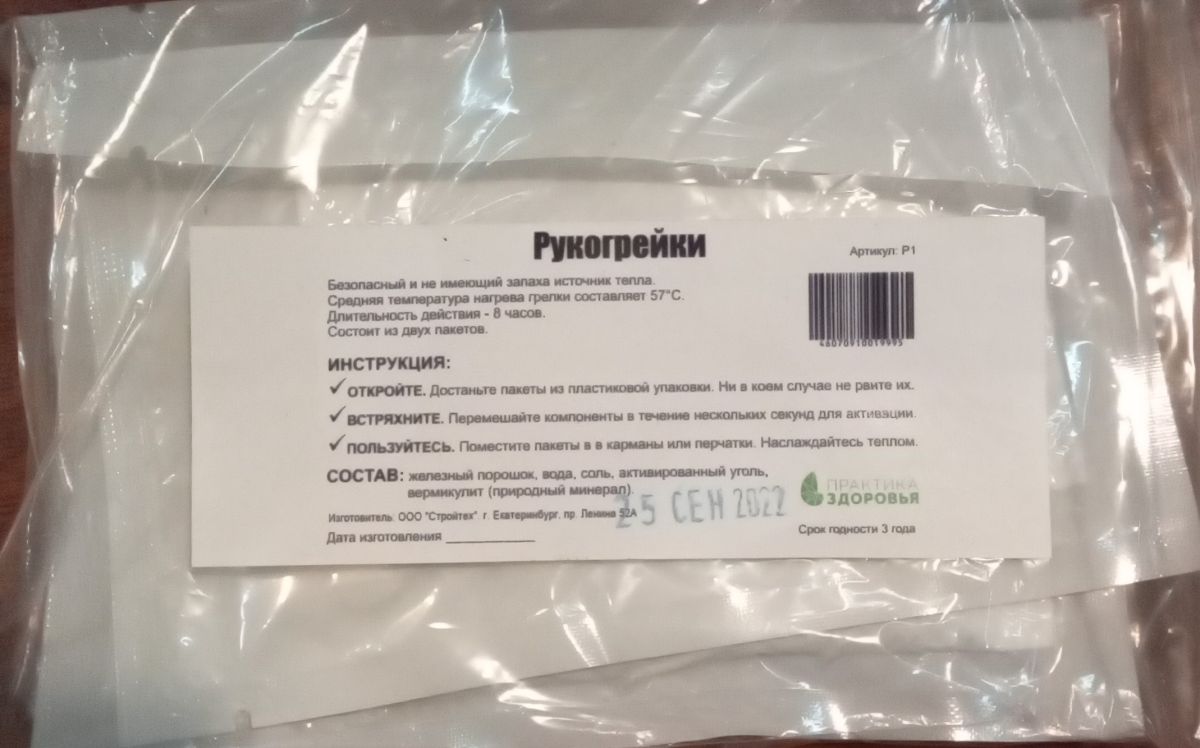 Рукогрейки
Артикул: P1
Безопасный и не имеющий запаха источник тепла.
Средняя температура нагрева грелки составляет 57°C.
Длительность действия - 8 часов.
Состоит из двух пакетов.
46070910019995
ИНСТРУКЦИЯ:
✓ОТКРОЙТЕ. Достаньте пакеты из пластиковой упаковки. Ни в коем случае не рвите их.
✓ВСТРЯХНИТЕ. Перемешайте компоненты в течение нескольких секунд для активации.
✓ПОЛЬЗУЙТЕСЬ. Поместите пакеты в в карманы или перчатки. Наслаждайтесь теплом.
СОСТАВ: железный порошок, вода, соль, активированный уголь,
вермикулит (природный минерал).
ПРАКТИКА
ЗДОРОВЬЯ
25 СЕН 2022
Изготовитель: ООО "Стройтех" г. Екатеринбург, пр. Ленина 52А
Дата изготовления ____________
Срок годности 3 года